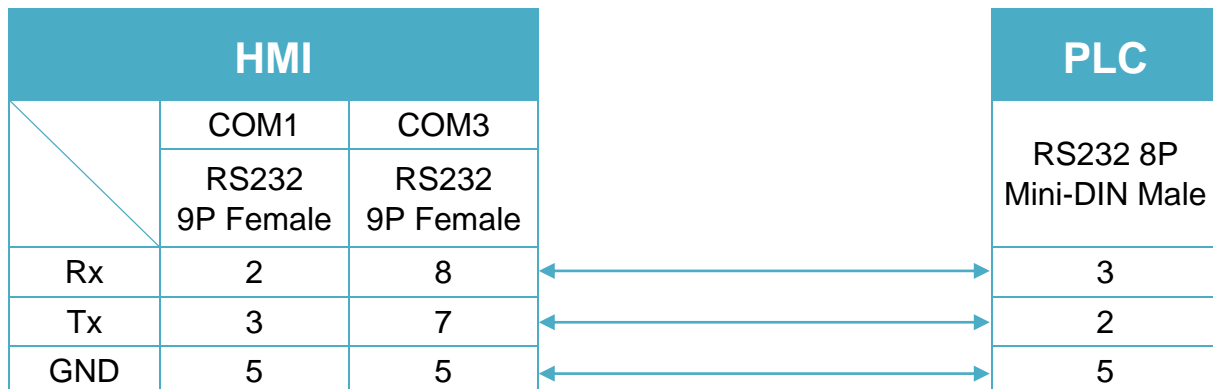 HMI PLC
COM1 COM3
RS232 9P Female RS232 9P Female RS232 8P Mini-DIN Male
Rx 2 8 3
Tx 3 7 2
GND 5 5 5